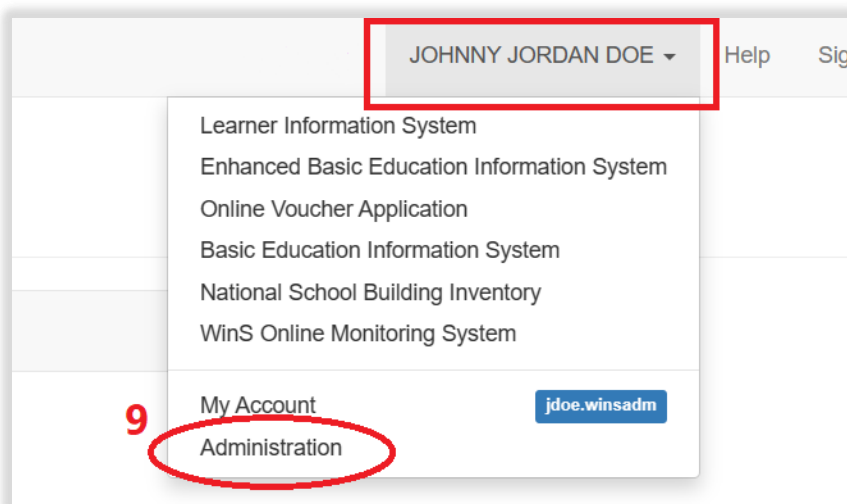 JOHNNY JORDAN DOE Help Sig
Learner Information System
Enhanced Basic Education Information System
Online Voucher Application
Basic Education Information System
National School Building Inventory
WinS Online Monitoring System
My Account jdoe.winsadm
9
Administration